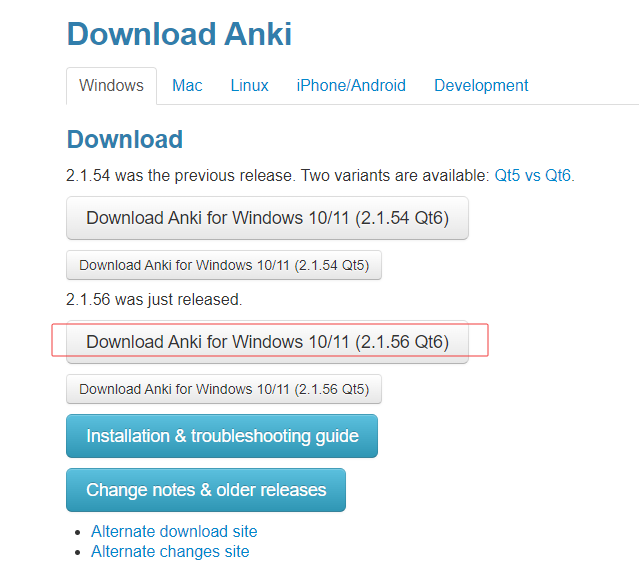 Download Anki
Windows Mac Linux iPhone/Android Development
Download
2.1.54 was the previous release. Two variants are available: Qt5 vs Qt6.
Download Anki for Windows 10/11 (2.1.54 Qt6)
Download Anki for Windows 10/11 (2.1.54 Qt5)
2.1.56 was just released.
Download Anki for Windows 10/11 (2.1.56 Qt6)
Download Anki for Windows 10/11 (2.1.56 Qt5)
Installation & troubleshooting guide
Change notes & older releases
Alternate download site
Alternate changes site